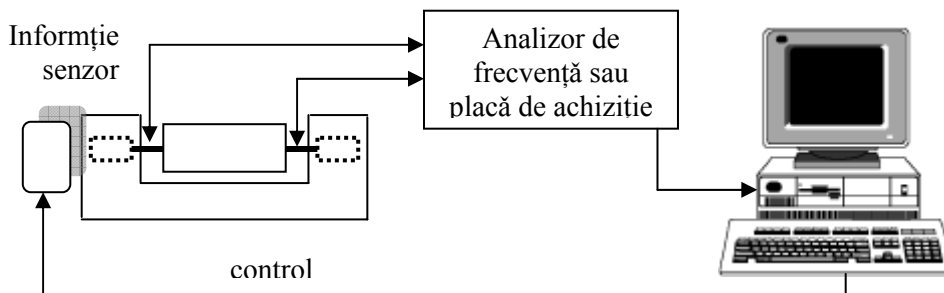 Informție
senzor
Analizor de
frecvență sau
placă de achiziție
control